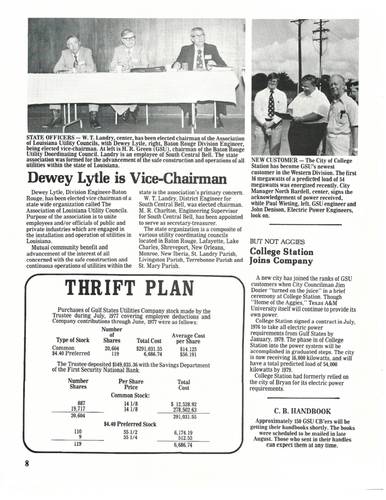 STATE OFFICERS — W. T. Landry, center, has been elected chairman of the Association
of Louisiana Utility Councils, with Dewey Lytle, right, Baton Rouge Division Engineer,
being elected vice-chairman. At left is H. R. Green (GSU), chairman of the Baton Rouge
Utility Coordinating Council. Landry is an employee of South Central Bell. The state
association was formed for the advancement of the safe construction and operations of all
utilities within the state of Louisiana.
Dewey Lytle is Vice-Chairman
Dewey Lytle, Division Engineer-Baton
Rouge, has been elected vice chairman of a
state wide organization called The
Association of Louisiana Utility Councils.
Purpose of the association is to unite
employees and/or officials of public and
private industries which are engaged in
the installation and operation of utilities in
Louisiana.
Mutual community benefit and
advancement of the interest of all
concerned with the safe construction and
continuous operations of utilities within the
state is the association's primary concern.
W. T. Landry, District Engineer for
South Central Bell, was elected chairman.
M. R. Charlton, Engineering Supervisor
for South Central Bell, has been appointed
to serve as secretary-treasurer.
The state organization is a composite of
various utility coordinating councils
located in Baton Rouge, Lafayette, Lake
Charles, Shreveport, New Orleans,
Monroe, New Iberia, St. Landry Parish,
Livingston Parish, Terrebonne Parish and
St. Mary Parish.
NEW CUSTOMER — The City of College
Station has become GSU's newest
customer in the Western Division. The first
16 megawatts of a predicted load of 54
megawatts was energized recently. City
Manager North Bardell, center, signs the
acknowledgement of power received,
while Paul Wieting, left, GSU engineer and
John Denison, Electric Power Engineers,
look on.
BUT NOT AGGIES
College Station
Joins Company
A new city has joined the ranks of GSU
customers when City Councilman Jim
Dozier "turned on the juice" in a brief
ceremony at College Station. Though
"Home of the Aggies," Texas A&M
University itself will continue to provide its
own power.
College Station signed a contract in July,
1976 to take all electric power
requirements from Gulf States by
January, 1979. The phase in of College
Station into the power system will be
accomplished in graduated steps. The city
is now receiving 16,000 kilowatts, and will
have a total predicted load of 54,000
kilowatts by 1979.
College Station had formerly relied on
the city of Bryan for its electric power
requirements.
C. B. HANDBOOK
Approximately 150 GSU CB'ers will be
getting their handbooks shortly. The books
were scheduled to be mailed in late
August. Those who sent in their handles
can expect them at any time.
THRIFT PLAN
Purchases of Gulf States Utilities Company stock made by the
Trustee during July, 1977 covering employee deductions and
Company contributions through June, 1977 were as follows:
Type of Stock Number of Shares Total Cost Average Cost per Share
Common 20,604 $291,031.55 $14.125
$4.40 Preferred 119 6,686.74 $56.191
The Trustee deposited $549,035.36 with the Savings Department
of the First Security National Bank
Number Shares Per Share Price Total Cost
Common Stock:
887 14 1/8 $ 12,528.92
19,717 14 1/8 278,502.63
20,604 291,031.55
$4.40 Preferred Stock
110 55 1/2 6,174.19
9 55 1/4 512.55
119 6,686.74
8